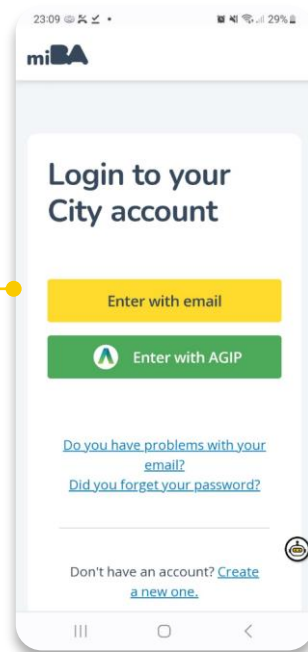 23:09
29%
miBA
Login to your
City account
Enter with email
Enter with AGIP
Do you have problems with your
email?
Did you forget your password?
Don't have an account? Create
a new one.